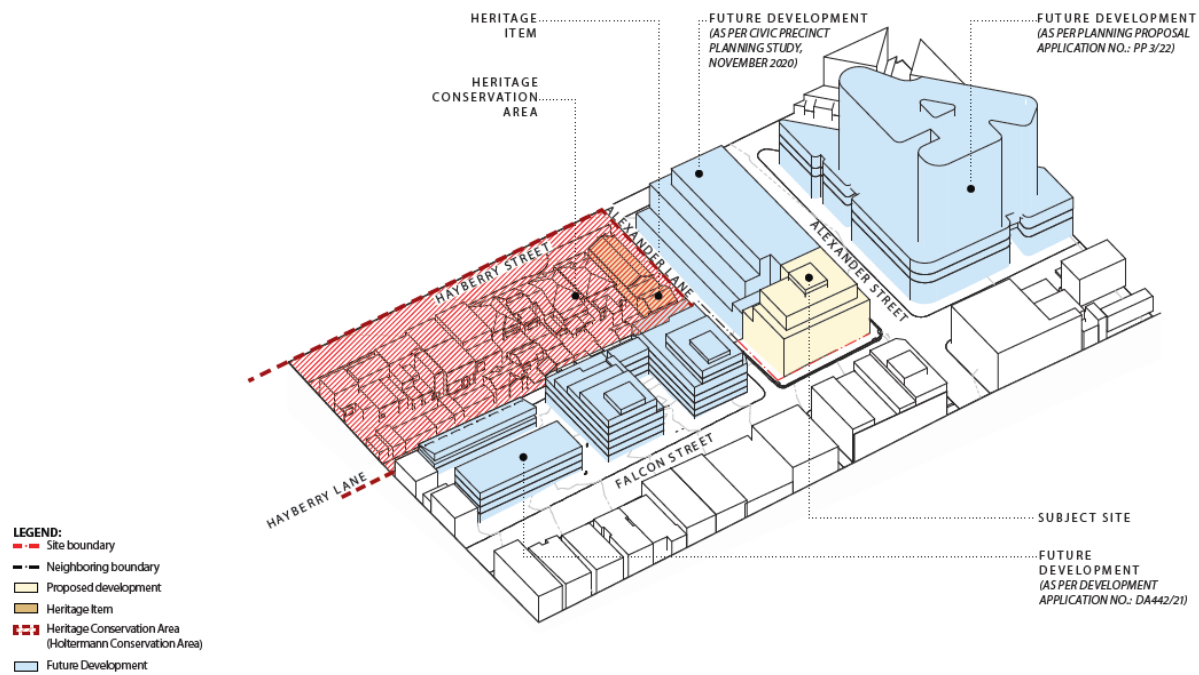 HERITAGE
ITEM
FUTURE DEVELOPMENT
(AS PER CIVIC PRECINCT
PLANNING STUDY,
NOVEMBER 2020)
FUTURE DEVELOPMENT
(AS PER PLANNING PROPOSAL
APPLICATION NO.: PP 3/22)
HERITAGE
CONSERVATION
AREA
HAYBERRY STREET
ALEXANDER LANE
ALEXANDER STREET
FALCON STREET
HAYBERRY LANE
SUBJECT SITE
FUTURE
DEVELOPMENT
(AS PER DEVELOPMENT
APPLICATION NO.: DA442/21)
LEGEND:
Site boundary
Neighboring boundary
Proposed development
Heritage Item
Heritage Conservation Area
(Holtermann Conservation Area)
Future Development